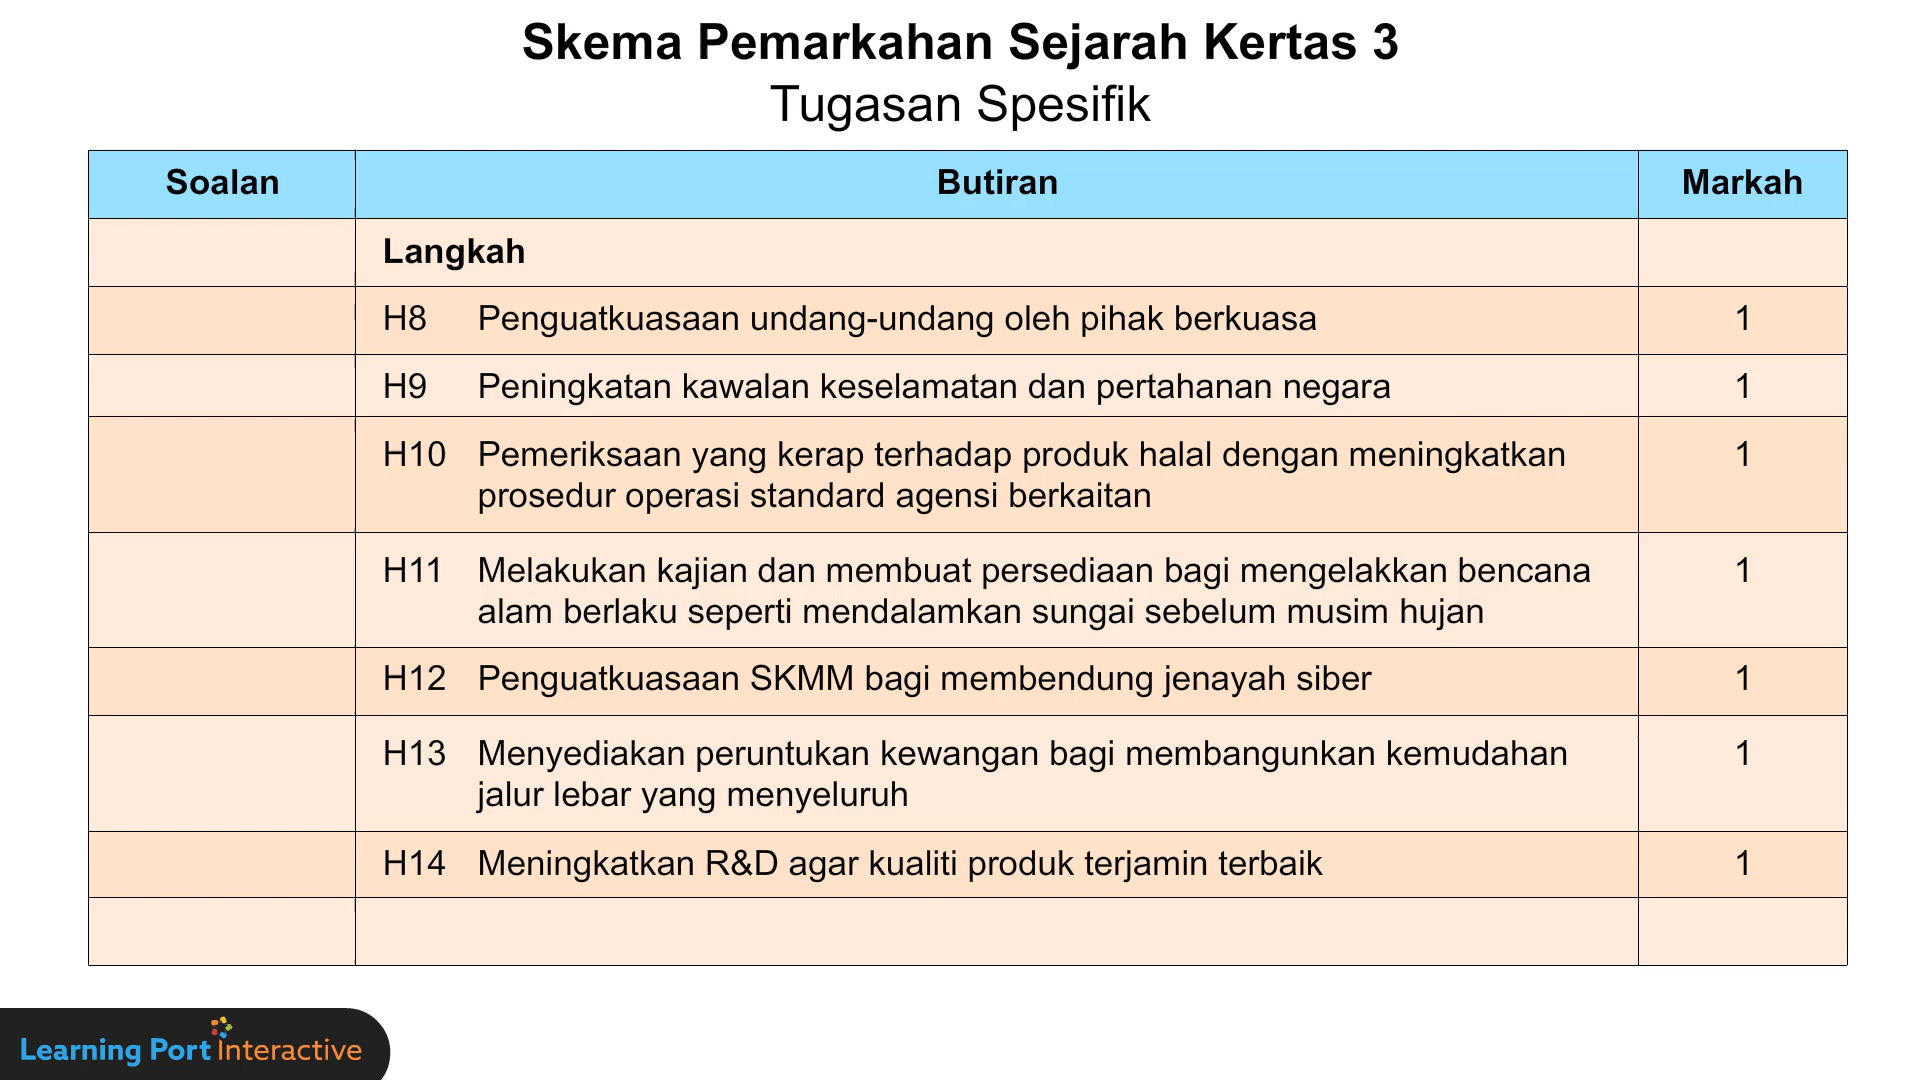 Skema Pemarkahan Sejarah Kertas 3
Tugasan Spesifik
Soalan Butiran Markah
Langkah
H8 Penguatkuasaan undang-undang oleh pihak berkuasa 1
H9 Peningkatan kawalan keselamatan dan pertahanan negara 1
H10 Pemeriksaan yang kerap terhadap produk halal dengan meningkatkan 1
prosedur operasi standard agensi berkaitan
H11 Melakukan kajian dan membuat persediaan bagi mengelakkan bencana 1
alam berlaku seperti mendalamkan sungai sebelum musim hujan
H12 Penguatkuasaan SKMM bagi membendung jenayah siber 1
H13 Menyediakan peruntukan kewangan bagi membangunkan kemudahan 1
jalur lebar yang menyeluruh
H14 Meningkatkan R&D agar kualiti produk terjamin terbaik 1
Learning Port Interactive